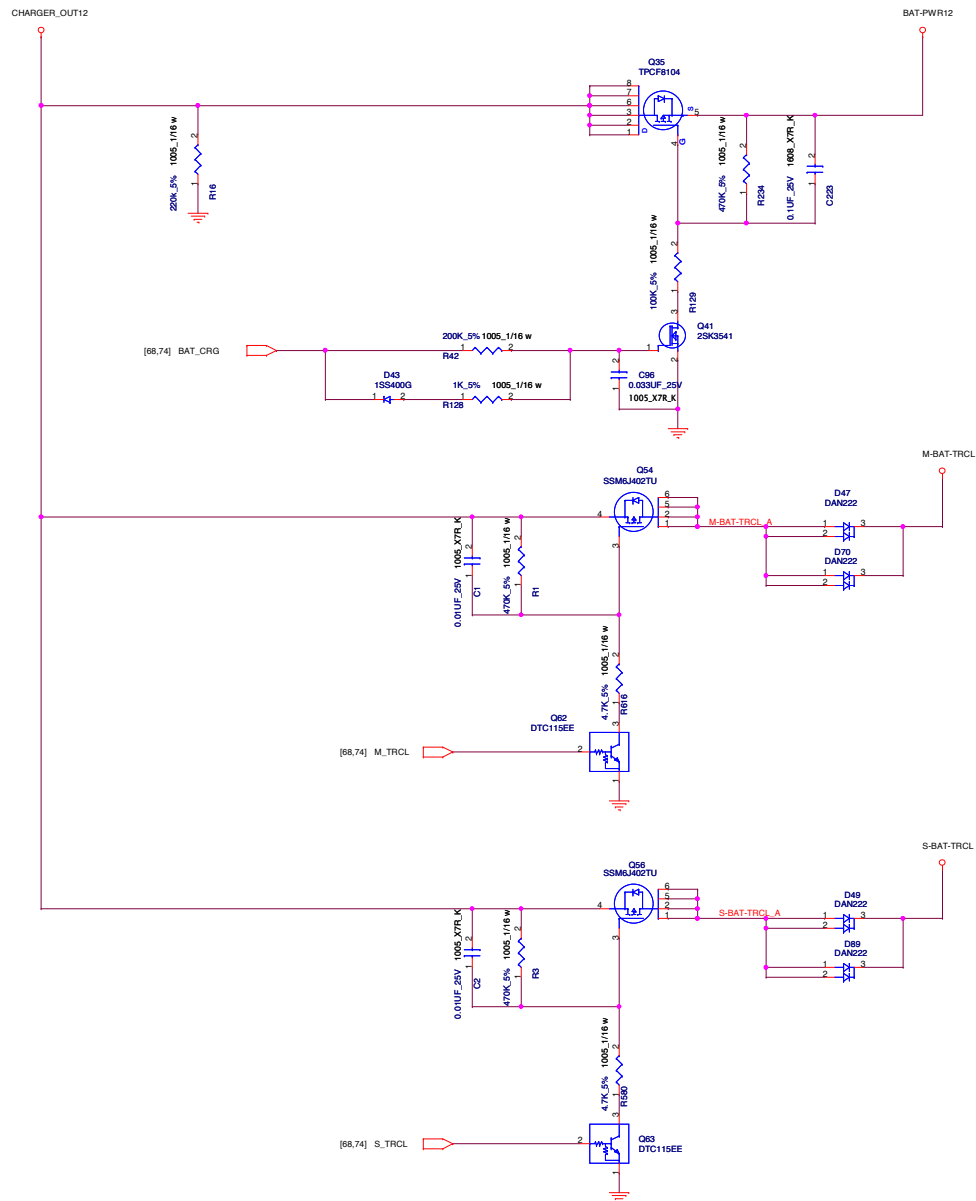 CHARGER_OUT12
BAT-PWR12
Q35
TPCF8104
8
7
6
3
2
1
D
S
5
4
G
220k_5% 1005_1/16 w
2
1
R16
470K_5% 1005_1/16 w
2
1
R234
0.1UF_25V 1608_X7R_K
2
1
C223
100K_5% 1005_1/16 w
2
1
R129
3
Q41
2SK3541
1
2
[68,74] BAT_CRG
200K_5% 1005_1/16 w
1
2
R42
D43
1SS400G
1
2
1K_5% 1005_1/16 w
1
2
R128
2
1
C96
0.033UF_25V
1005_X7R_K
M-BAT-TRCL
Q54
SSM6J402TU
4
6
5
2
1
3
M-BAT-TRCL_A
D47
DAN222
1
2
3
D70
DAN222
1
2
3
0.01UF_25V 1005_X7R_K
2
1
C1
470K_5% 1005_1/16 w
2
1
R1
4.7K_5% 1005_1/16 w
2
1
R616
Q62
DTC115EE
3
2
1
[68,74] M_TRCL
S-BAT-TRCL
Q56
SSM6J402TU
4
6
5
2
1
3
S-BAT-TRCL_A
D49
DAN222
1
2
3
D89
DAN222
1
2
3
0.01UF_25V 1005_X7R_K
2
1
C2
470K_5% 1005_1/16 w
2
1
R3
4.7K_5% 1005_1/16 w
2
1
R580
3
Q63
DTC115EE
2
1
[68,74] S_TRCL